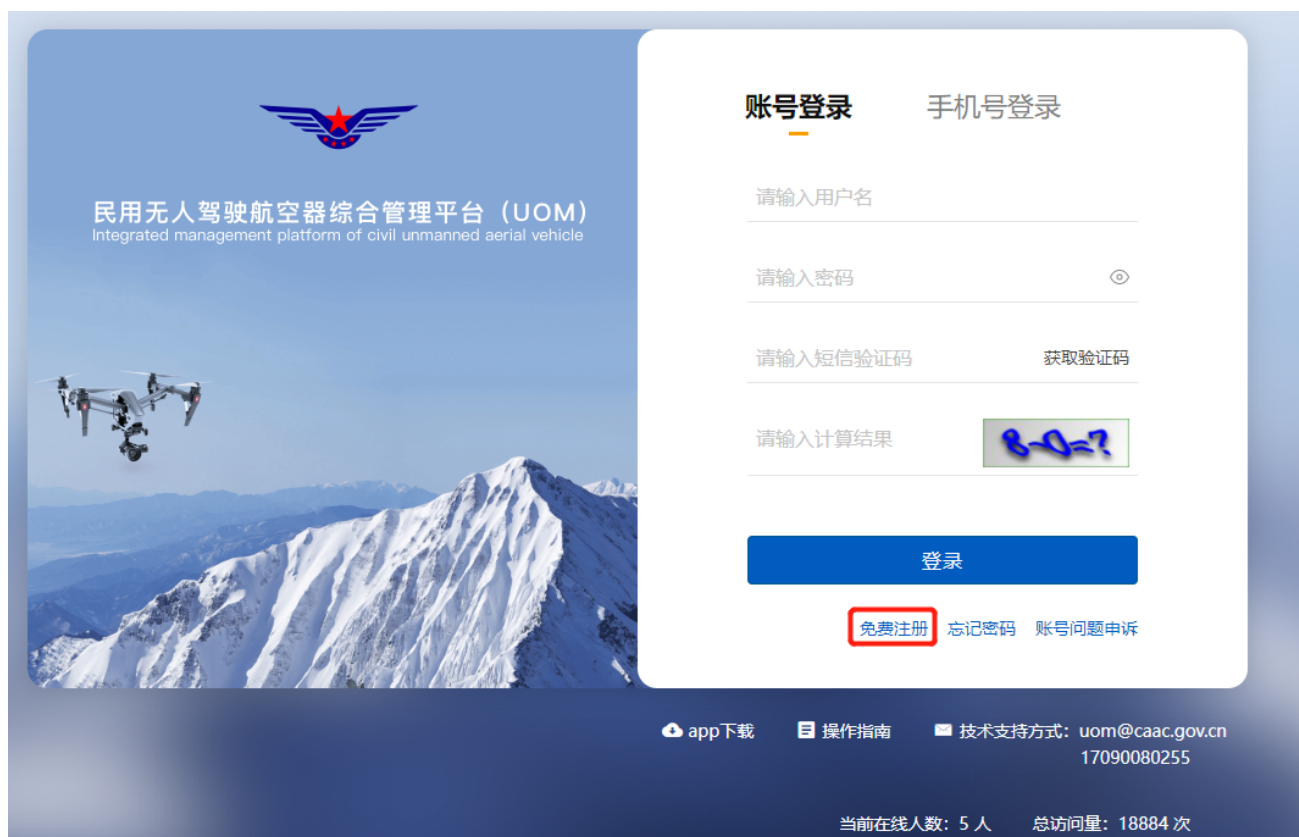 民用无人驾驶航空器综合管理平台（UOM）
Integrated management platform of civil unmanned aerial vehicle
账号登录 手机号登录
请输入用户名
请输入密码
请输入短信验证码 获取验证码
请输入计算结果 8-0=?
登录
免费注册 忘记密码 账号问题申诉
app下载 操作指南 技术支持方式：uom@caac.gov.cn
17090080255
当前在线人数：5 人 总访问量：18884 次